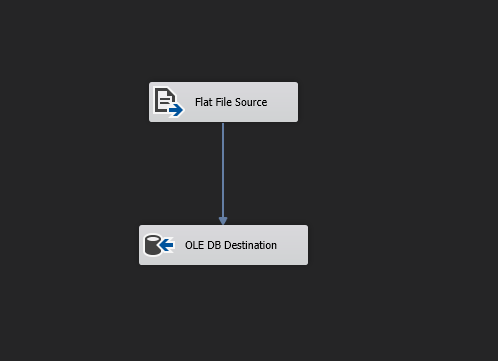 Flat File Source
OLE DB Destination